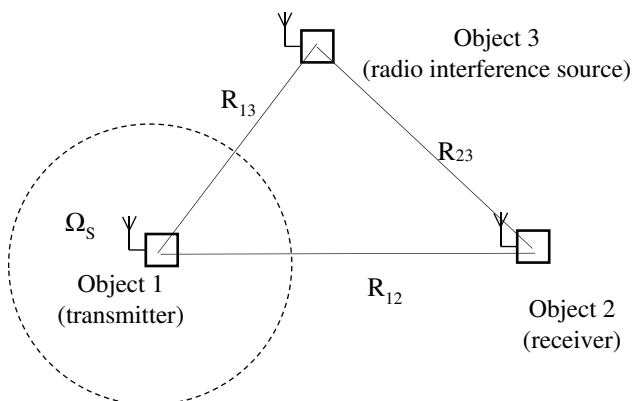 Object 3
(radio interference source)
R13
R23
ΩS
Object 1
(transmitter)
R12
Object 2
(receiver)